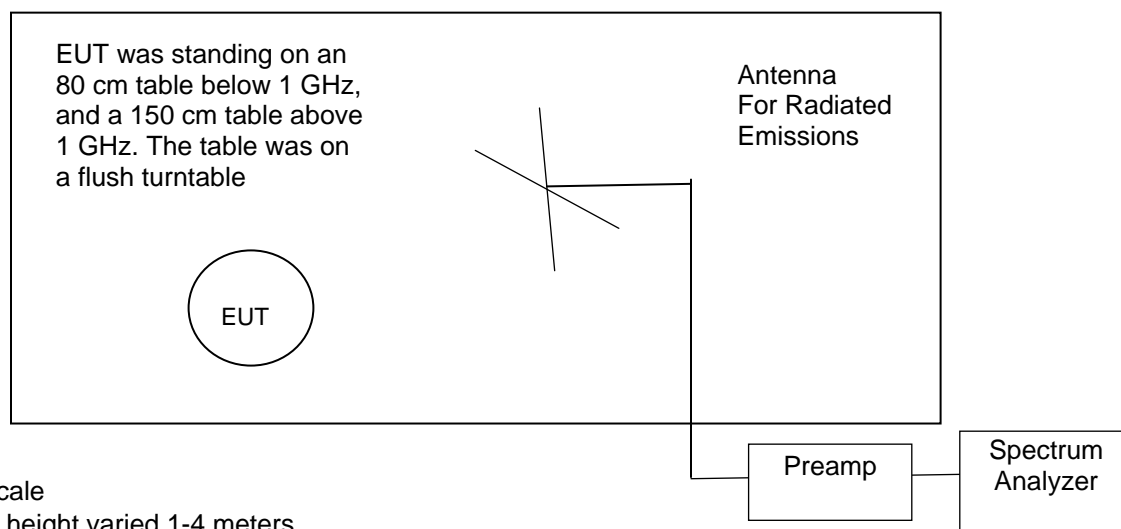 EUT was standing on an
80 cm table below 1 GHz,
and a 150 cm table above
1 GHz. The table was on
a flush turntable
Antenna
For Radiated
Emissions
EUT
Preamp
Spectrum
Analyzer
cale
height varied 1-4 meters